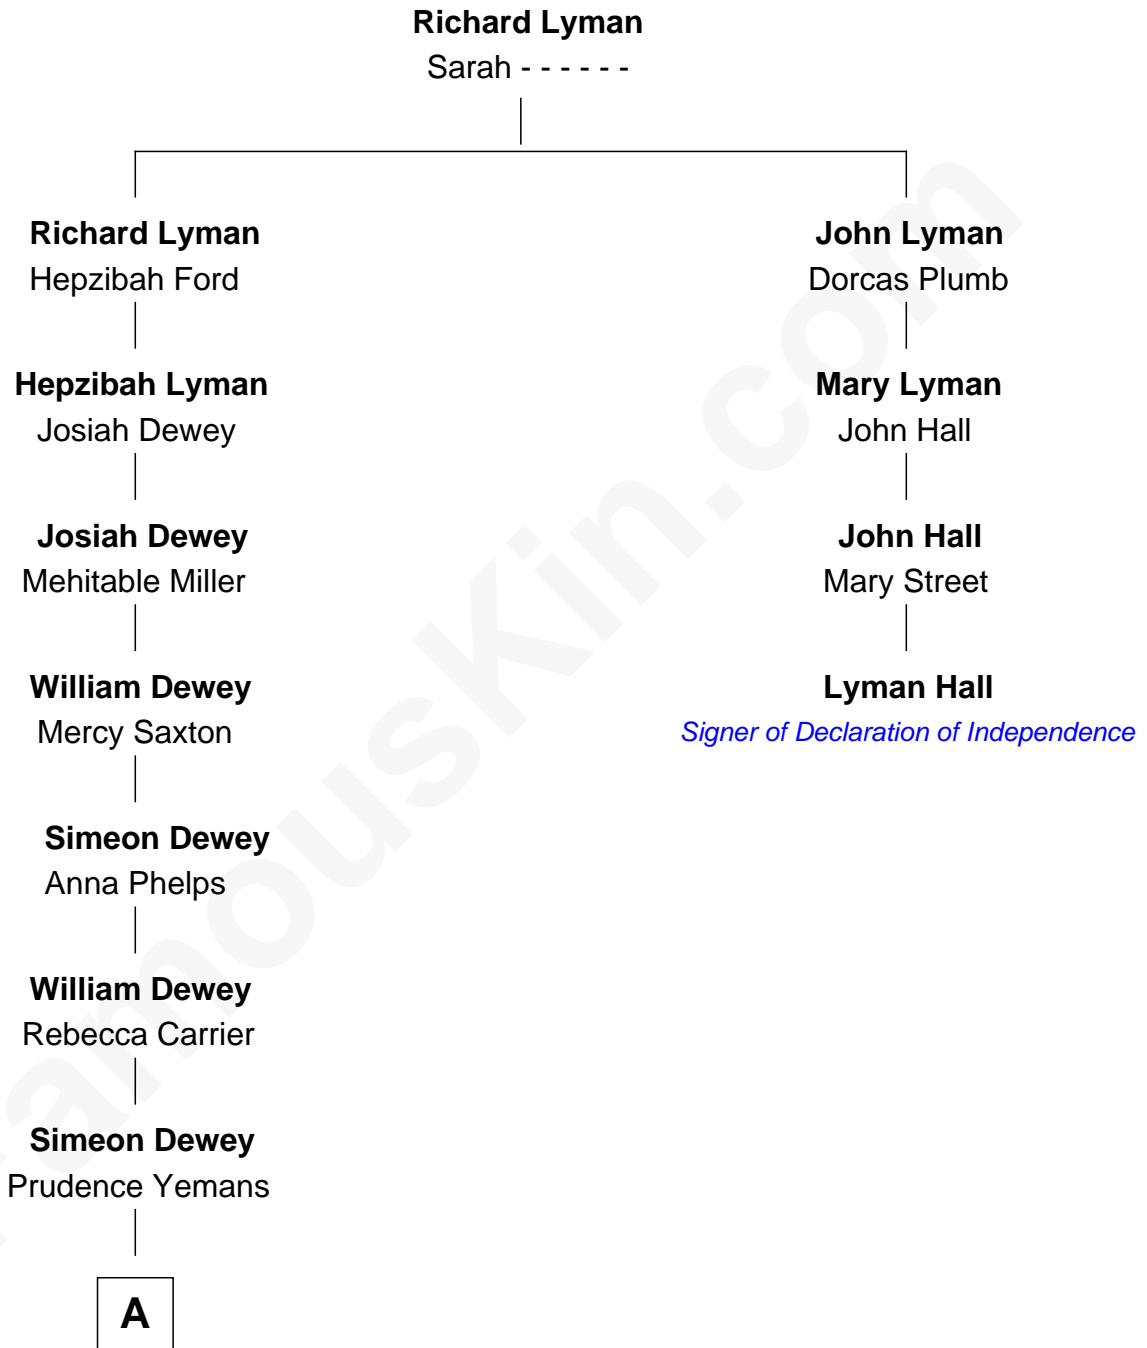 Richard Lyman
Sarah - - - - - -
Richard Lyman
Hepzibah Ford
John Lyman
Dorcas Plumb
Hepzibah Lyman
Josiah Dewey
Mary Lyman
John Hall
Josiah Dewey
Mehitable Miller
John Hall
Mary Street
William Dewey
Mercy Saxton
Lyman Hall
Signer of Declaration of Independence
Simeon Dewey
Anna Phelps
William Dewey
Rebecca Carrier
Simeon Dewey
Prudence Yemans
A
FamousKin.com